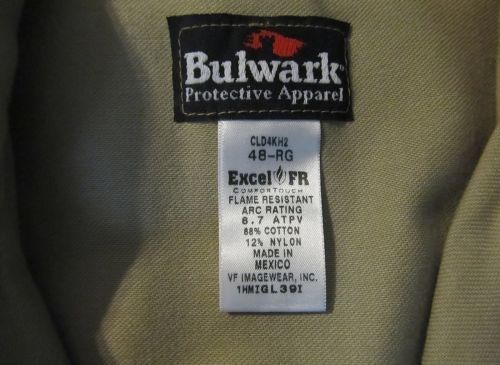 Bulwark
Protective Apparel
CLD4KH2
48-RG
Excel FR
COMFORTOUCH
FLAME RESISTANT
ARC RATING
8.7 ATPV
88% COTTON
12% NYLON
MADE IN
MEXICO
VF IMAGEWEAR, INC.
1HMIGL39I